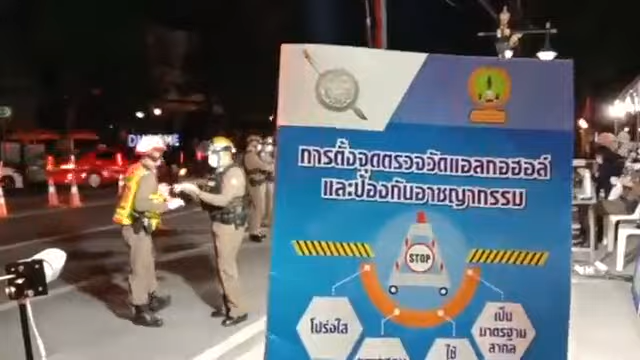 การตั้งจุดตรวจวัดแอลกอฮอล์
และป้องกันอาชญากรรม
STOP
โปร่งใส
ใช้
เป็น
มาตรฐาน
สากล